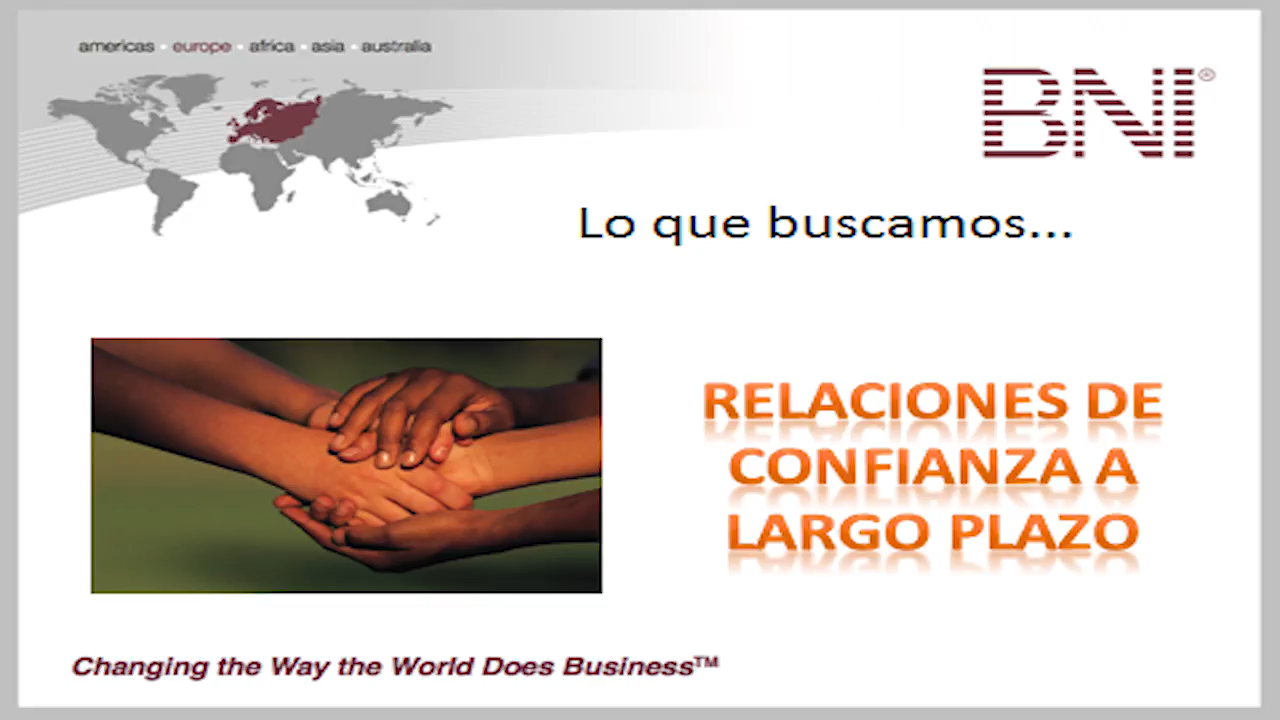 americas • europe • africa • asia • australia
BNI®
Lo que buscamos...
RELACIONES DE
CONFIANZA A
LARGO PLAZO
Changing the Way the World Does Business™